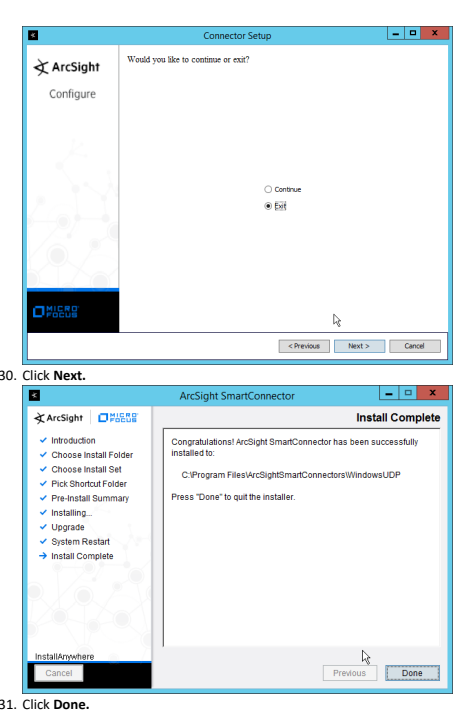 Connector Setup
ArcSight
Configure
Would you like to continue or exit?
Continue
Exit
MICRO
FOCUS
< Previous
Next >
Cancel
30. Click Next.
ArcSight SmartConnector
ArcSight
MICRO
FOCUS
Install Complete
Introduction
Choose Install Folder
Choose Install Set
Pick Shortcut Folder
Pre-Install Summary
Installing...
Upgrade
System Restart
Install Complete
Congratulations! ArcSight SmartConnector has been successfully
installed to:
C:\Program Files\ArcSightSmartConnectors\WindowsUDP
Press "Done" to quit the installer.
InstallAnywhere
Cancel
Previous
Done
31. Click Done.